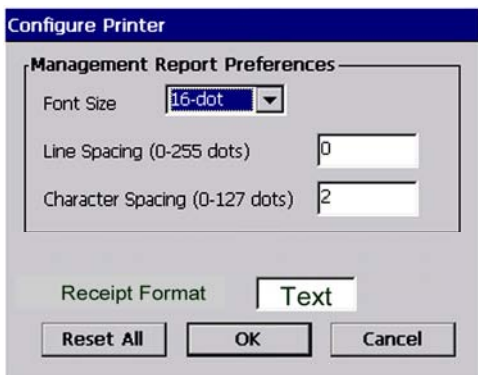 Configure Printer
Management Report Preferences
Font Size 16-dot
Line Spacing (0-255 dots) 0
Character Spacing (0-127 dots) 2
Receipt Format Text
Reset All OK Cancel